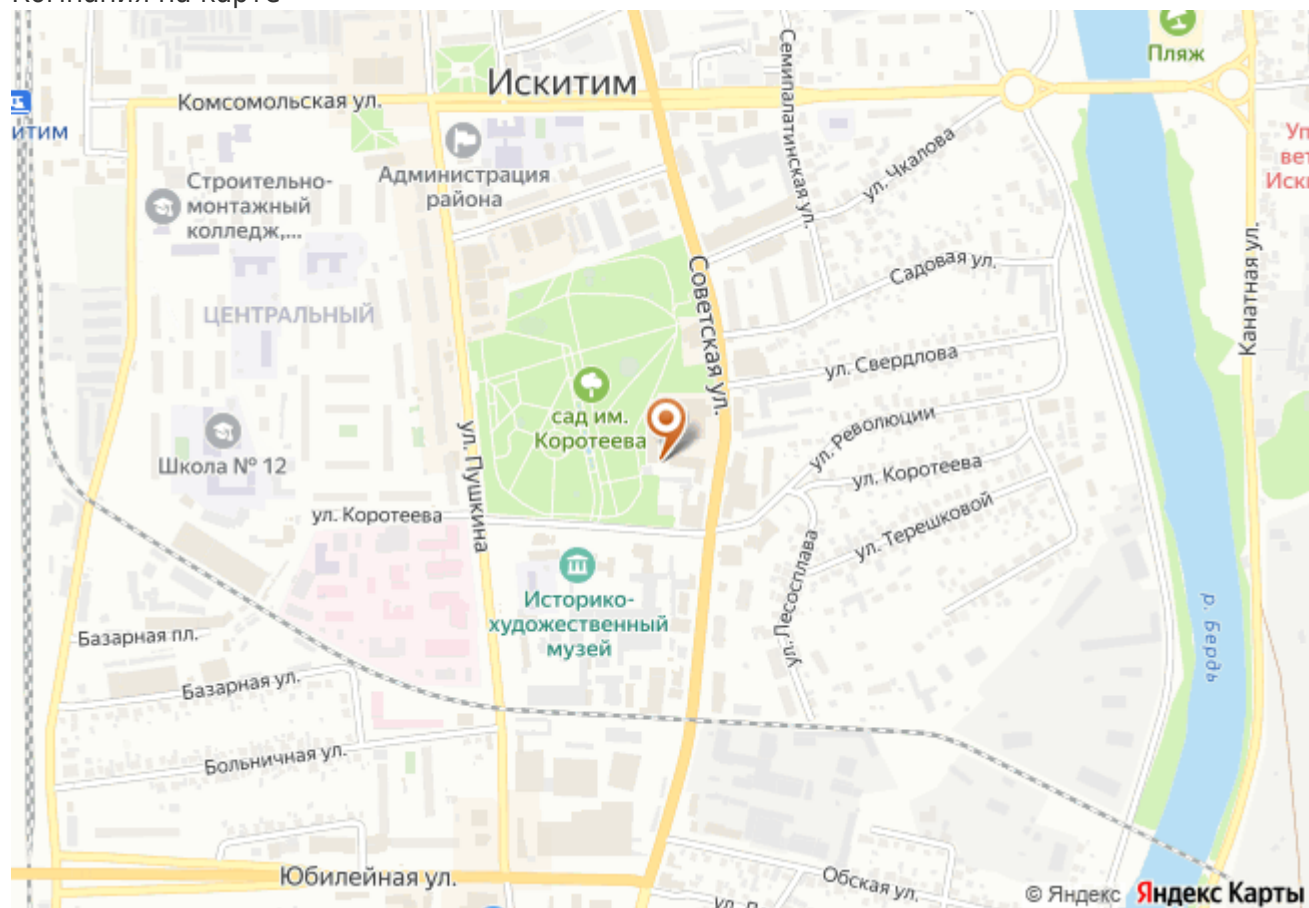 Компания на карте
Пляж
Искитим
Комсомольская ул.
итим
Семипалатинская ул.
ул. Чкалова
Администрация
района
Строительно-
монтажный
колледж,...
Канатная ул.
Садовая ул.
Советская ул.
ЦЕНТРАЛЬНЫЙ
ул. Свердлова
сад им.
Коротеева
ул. Революции
Школа № 12
ул. Пушкина
ул. Коротеева
ул. Коротеева
ул. Терешковой
ул. Лесосплава
Историко-
художественный
музей
р. Бердь
Базарная пл.
Базарная ул.
Больничная ул.
Юбилейная ул.
Обская ул.
© Яндекс Яндекс Карты